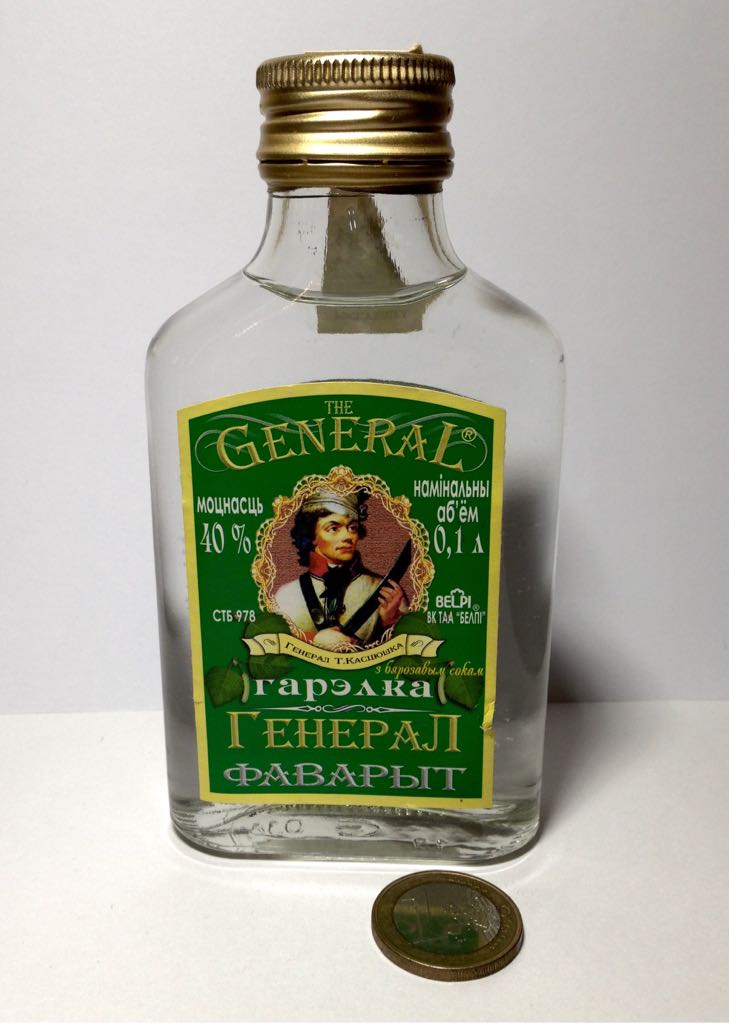 THE
GENERAL®
моцнасць
40 %
намінальны
аб'ём
0,1 л
СТБ 978
BELPI®
ВК ТАА "БЕЛПІ"
ГЕНЕРАЛ Т.КАСЦЮШКА
з бярозавым сокам
гарэлка
ГЕНЕРАЛ
ФАВАРЫТ